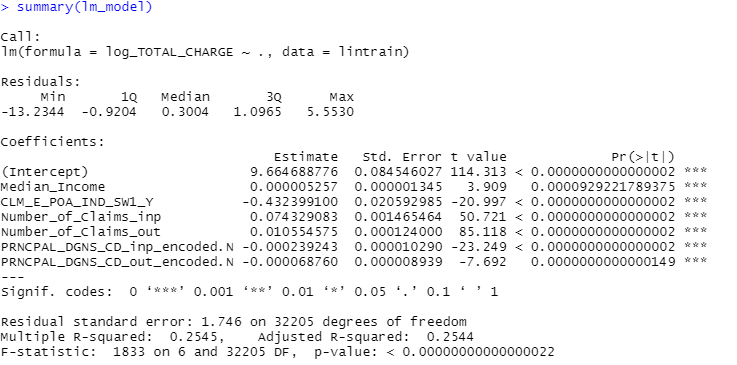 > summary(lm_model)
Call:
lm(formula = log_TOTAL_CHARGE ~ ., data = lintrain)
Residuals:
Min 1Q Median 3Q Max
-13.2344 -0.9204 0.3004 1.0965 5.5530
Coefficients:
Estimate Std. Error t value Pr(>|t|)
(Intercept) 9.664688776 0.084546027 114.313 < 0.0000000000000002 ***
Median_Income 0.000005257 0.000001345 3.909 0.0000929221789375 ***
CLM_E_POA_IND_SW1_Y -0.432399100 0.020592985 -20.997 < 0.0000000000000002 ***
Number_of_Claims_inp 0.074329083 0.001465464 50.721 < 0.0000000000000002 ***
Number_of_Claims_out 0.010554575 0.000124000 85.118 < 0.0000000000000002 ***
PRNCPAL_DGNS_CD_inp_encoded.N -0.000239243 0.000010290 -23.249 < 0.0000000000000002 ***
PRNCPAL_DGNS_CD_out_encoded.N -0.000068760 0.000008939 -7.692 0.0000000000000149 ***
---
Signif. codes: 0 ‘***’ 0.001 ‘**’ 0.01 ‘*’ 0.05 ‘.’ 0.1 ‘ ’ 1
Residual standard error: 1.746 on 32205 degrees of freedom
Multiple R-squared: 0.2545, Adjusted R-squared: 0.2544
F-statistic: 1833 on 6 and 32205 DF, p-value: < 0.00000000000000022